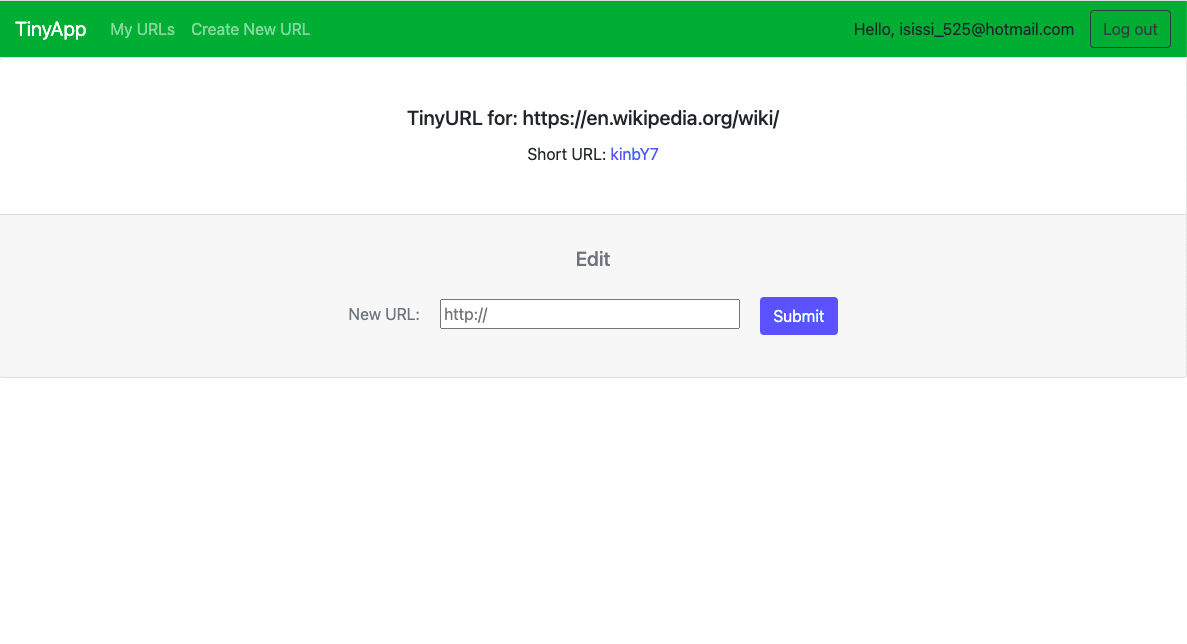 TinyApp My URLs Create New URL Hello, isissi_525@hotmail.com Log out
TinyURL for: https://en.wikipedia.org/wiki/
Short URL: kinbY7
Edit
New URL: http:// Submit